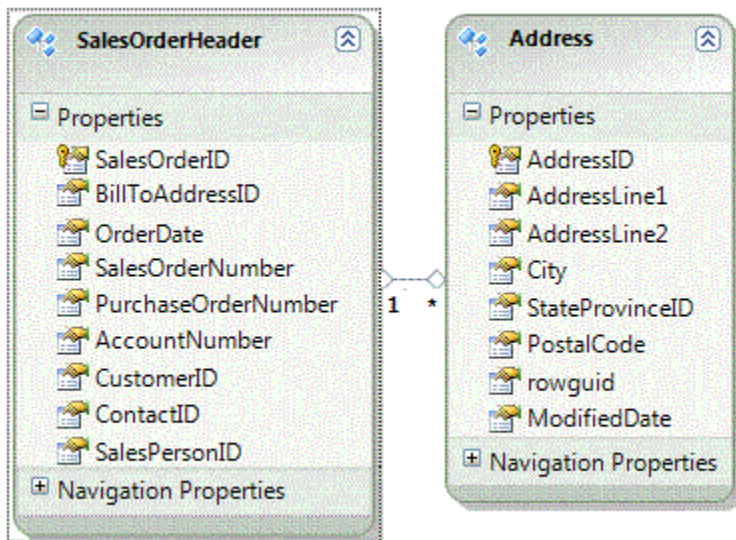 SalesOrderHeader
Properties
SalesOrderID
BillToAddressID
OrderDate
SalesOrderNumber
PurchaseOrderNumber
AccountNumber
CustomerID
ContactID
SalesPersonID
Navigation Properties
1 *
Address
Properties
AddressID
AddressLine1
AddressLine2
City
StateProvinceID
PostalCode
rowguid
ModifiedDate
Navigation Properties